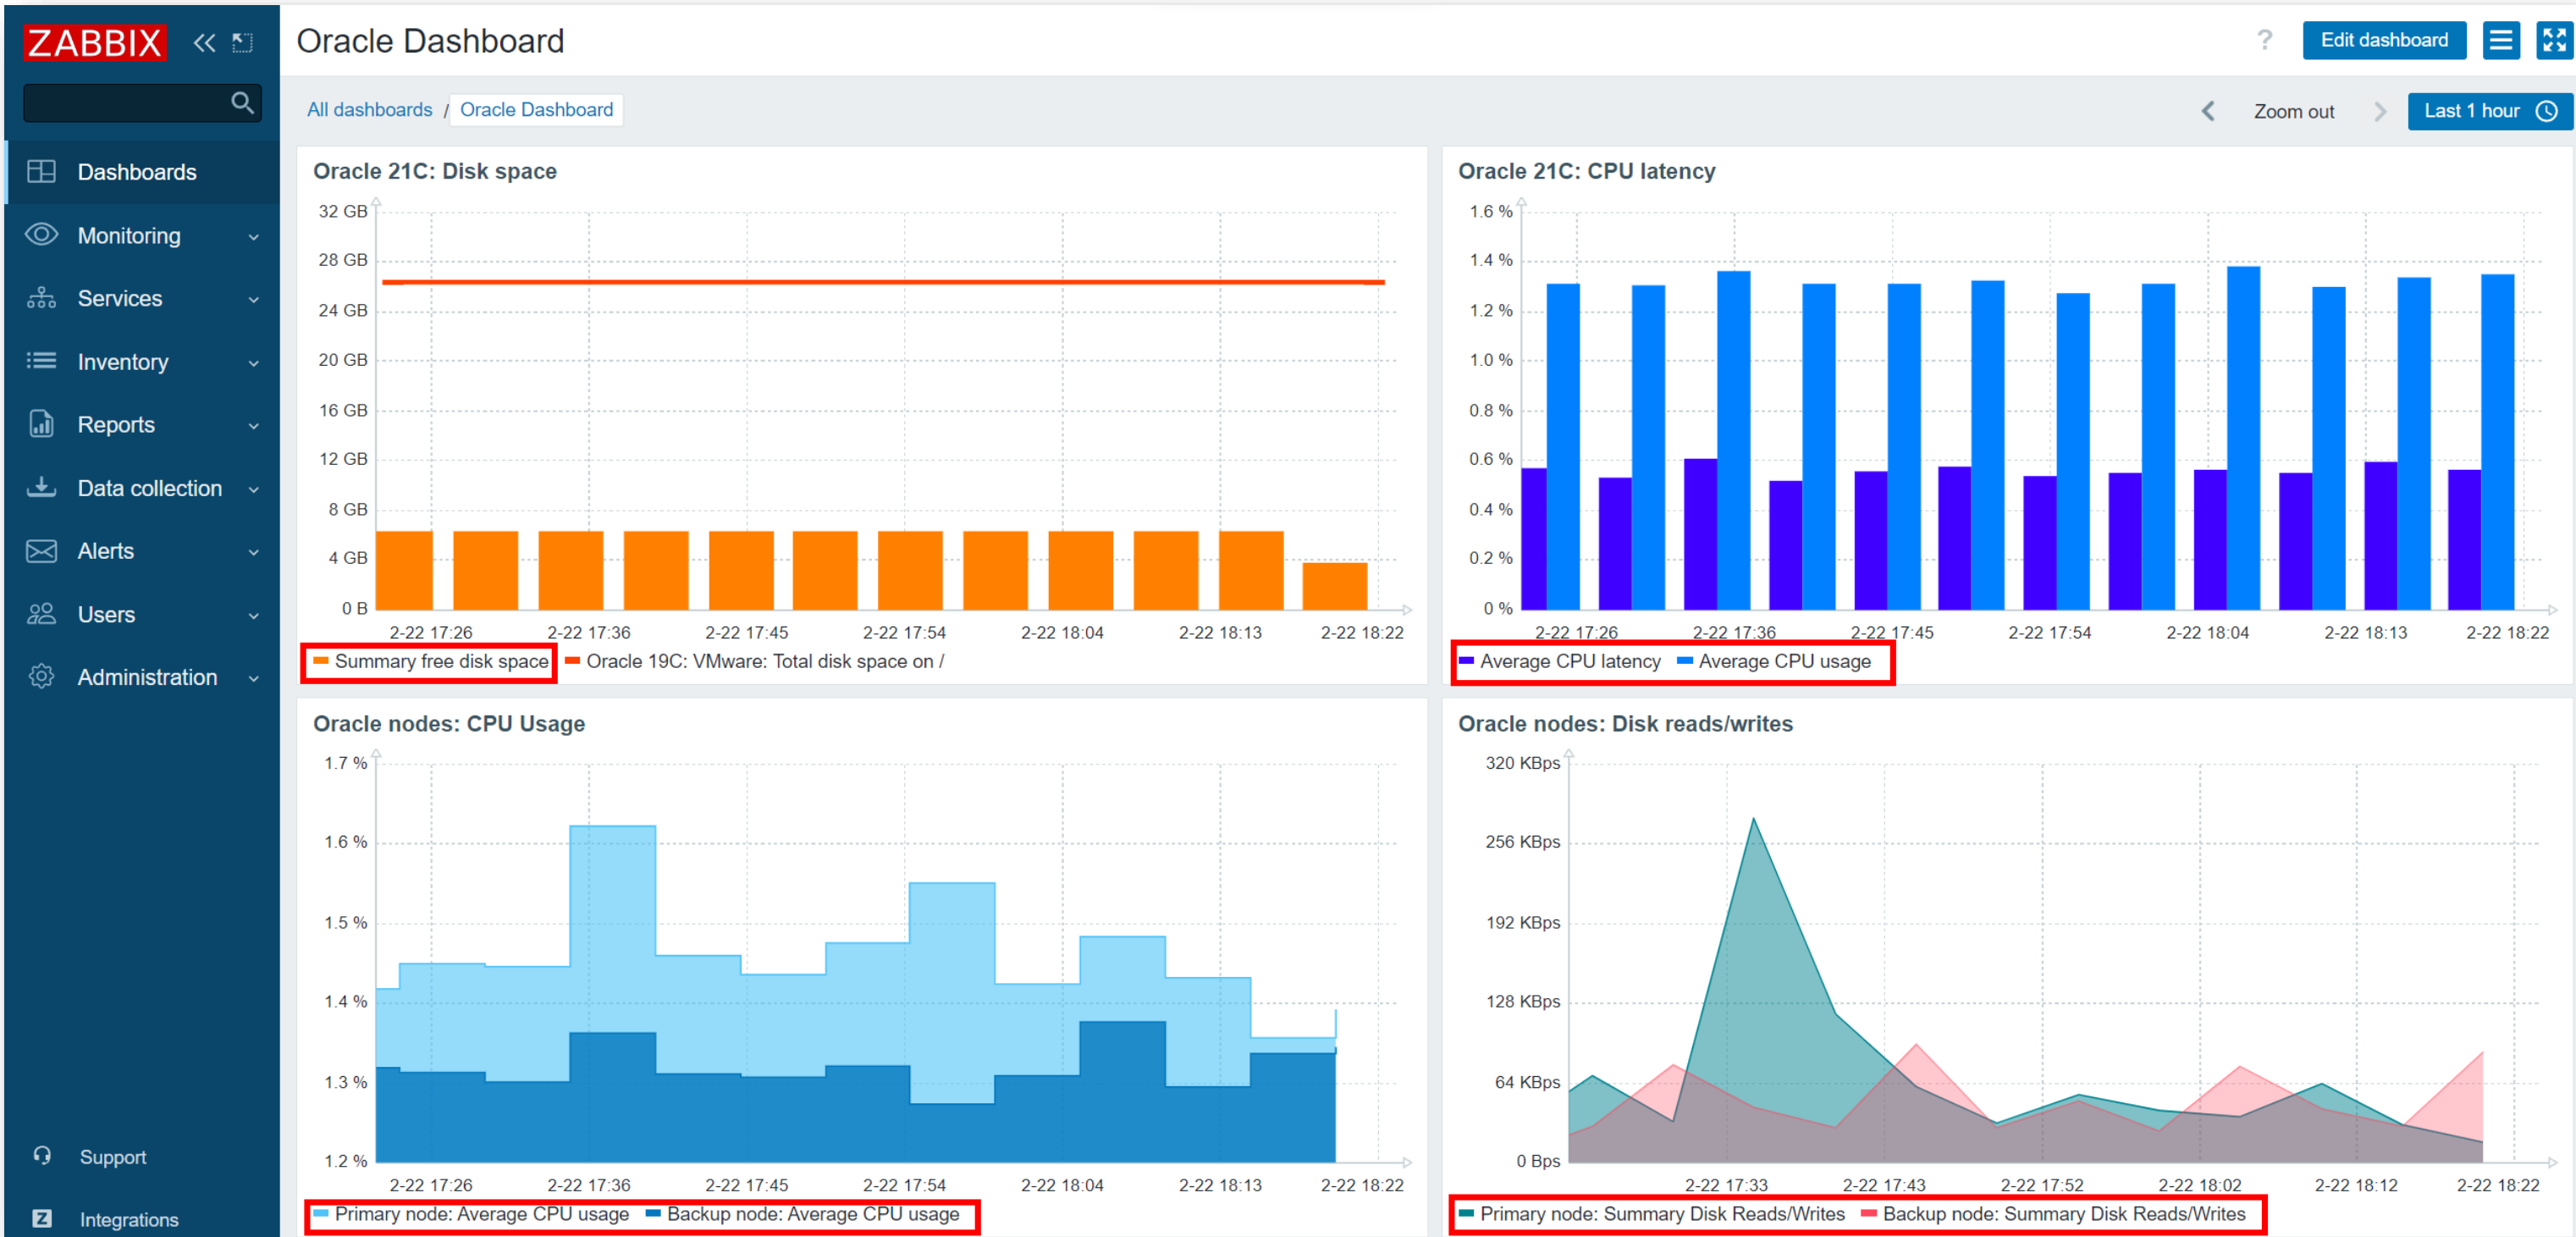 ZABBIX
Oracle Dashboard
?
Edit dashboard
All dashboards / Oracle Dashboard
Zoom out
Last 1 hour
Dashboards
Monitoring
Services
Inventory
Reports
Data collection
Alerts
Users
Administration
Support
Z Integrations
Oracle 21C: Disk space
32 GB
28 GB
24 GB
20 GB
16 GB
12 GB
8 GB
4 GB
0 B
2-22 17:26 2-22 17:36 2-22 17:45 2-22 17:54 2-22 18:04 2-22 18:13 2-22 18:22
Summary free disk space Oracle 19C: VMware: Total disk space on /
Oracle 21C: CPU latency
1.6 %
1.4 %
1.2 %
1.0 %
0.8 %
0.6 %
0.4 %
0.2 %
0 %
2-22 17:26 2-22 17:36 2-22 17:45 2-22 17:54 2-22 18:04 2-22 18:13 2-22 18:22
Average CPU latency Average CPU usage
Oracle nodes: CPU Usage
1.7 %
1.6 %
1.5 %
1.4 %
1.3 %
1.2 %
2-22 17:26 2-22 17:36 2-22 17:45 2-22 17:54 2-22 18:04 2-22 18:13 2-22 18:22
Primary node: Average CPU usage Backup node: Average CPU usage
Oracle nodes: Disk reads/writes
320 KBps
256 KBps
192 KBps
128 KBps
64 KBps
0 Bps
2-22 17:33 2-22 17:43 2-22 17:52 2-22 18:02 2-22 18:12 2-22 18:22
Primary node: Summary Disk Reads/Writes Backup node: Summary Disk Reads/Writes